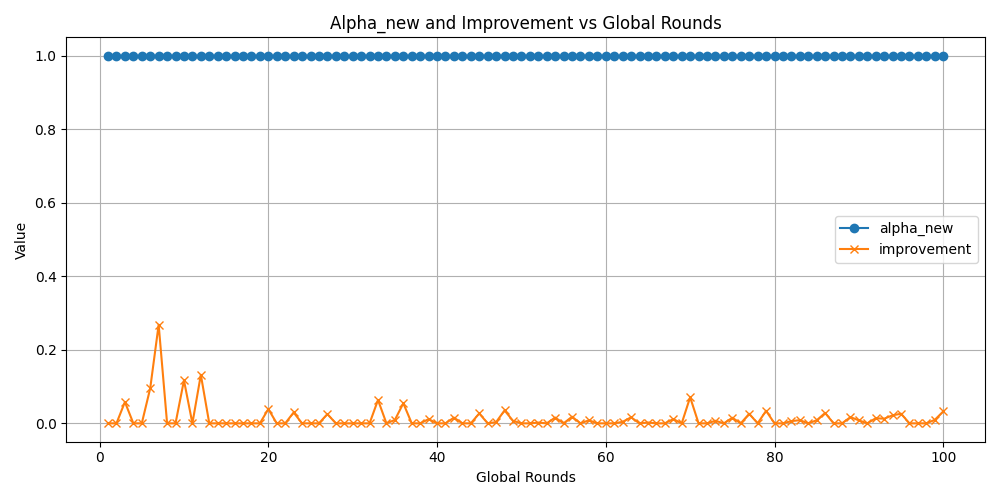 Alpha_new and Improvement vs Global Rounds
1.0
0.8
0.6
0.4
0.2
0.0
Value
alpha_new
improvement
0 20 40 60 80 100
Global Rounds